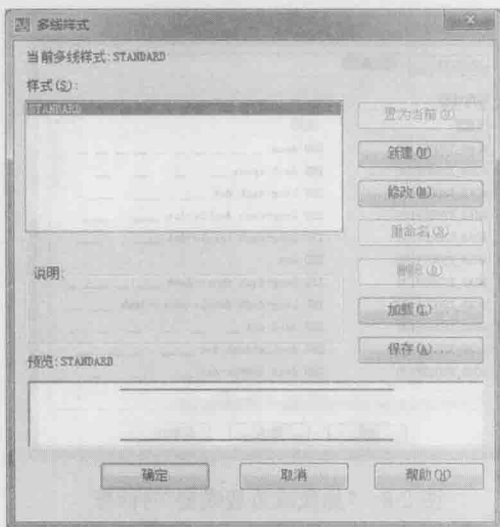 多线样式
当前多线样式:STANDARD
样式(S):
STANDARD
置为当前(U)
新建(N)
修改(M)
重命名(R)
删除(D)
说明:
加载(L)
保存(A)...
预览:STANDARD
确定
取消
帮助(H)